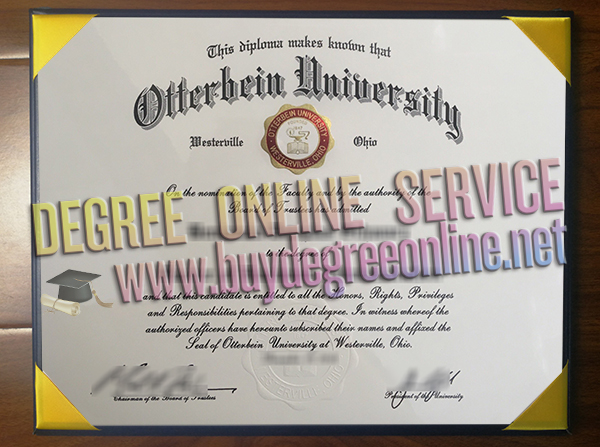 This diploma makes known that
Otterbein University
Westerville Ohio
OTTERBEIN UNIVERSITY
WESTERVILLE, OHIO
On the nomination of the Faculty and by the authority of the
Board of Trustees has admitted
DEGREE ONLINE SERVICE
to the degree of
www.buydegreeonline.net
and that this candidate is entitled to all the Honors, Rights, Privileges
and Responsibilities pertaining to that degree. In witness whereof the
authorized officers have hereunto subscribed their names and affixed the
Seal of Otterbein University at Westerville, Ohio.
Chairman of the Board of Trustees
President of the University